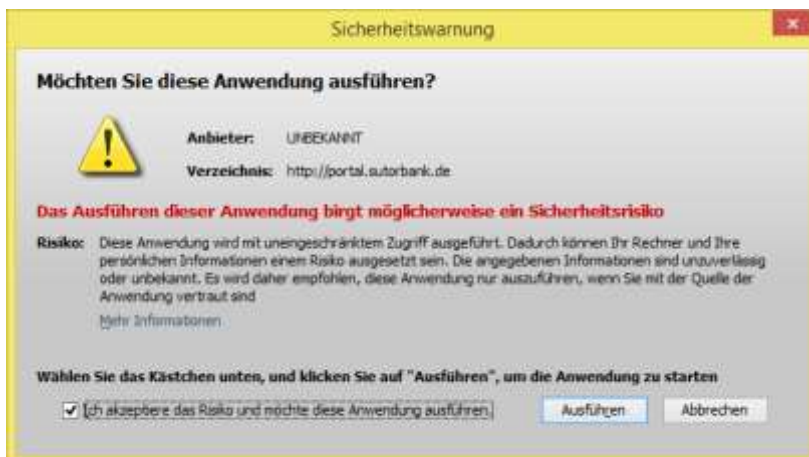 Sicherheitswarnung
Möchten Sie diese Anwendung ausführen?
Anbieter: UNBEKANNT
Verzeichnis: http://portal.sutorbank.de
Das Ausführen dieser Anwendung birgt möglicherweise ein Sicherheitsrisiko
Risiko: Diese Anwendung wird mit uneingeschränktem Zugriff ausgeführt. Dadurch können Ihr Rechner und Ihre
persönlichen Informationen einem Risiko ausgesetzt sein. Die angegebenen Informationen sind unzuverlässig
oder unbekannt. Es wird daher empfohlen, diese Anwendung nur auszuführen, wenn Sie mit der Quelle der
Anwendung vertraut sind
Mehr Informationen
Wählen Sie das Kästchen unten, und klicken Sie auf "Ausführen", um die Anwendung zu starten
Ich akzeptiere das Risiko und möchte diese Anwendung ausführen.
Ausführen
Abbrechen